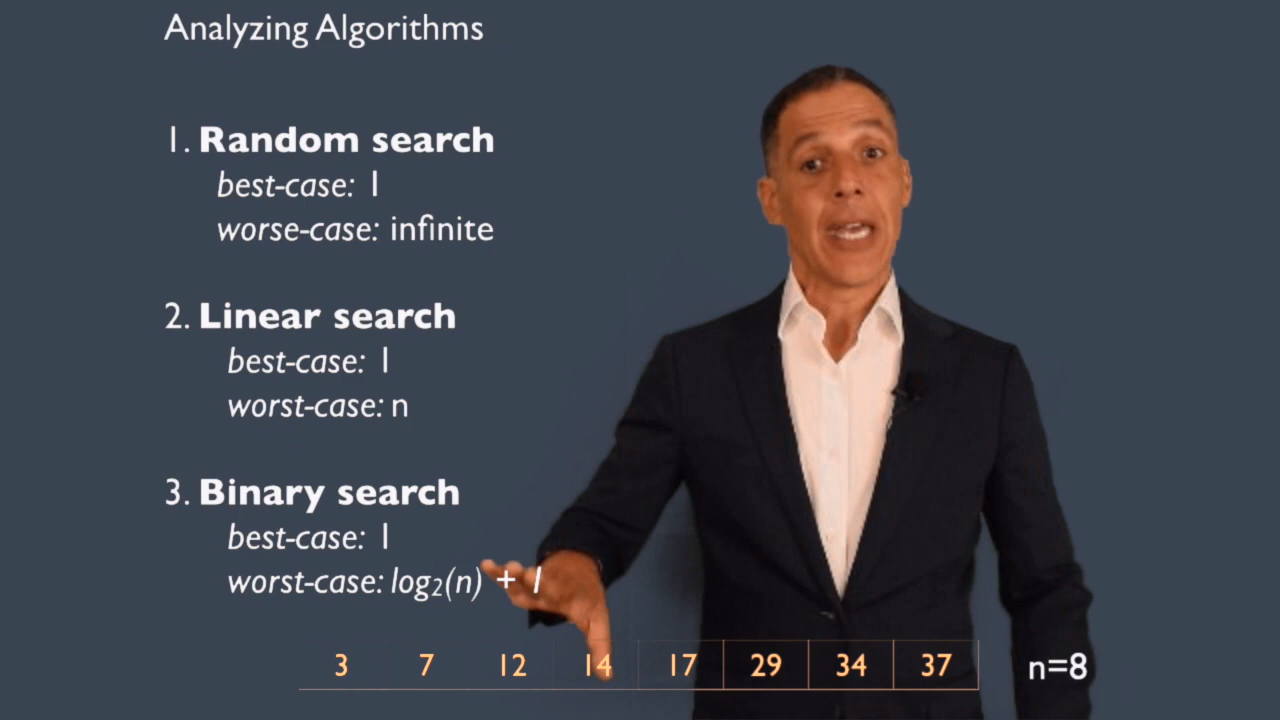 Analyzing Algorithms
1. Random search
best-case: 1
worse-case: infinite
2. Linear search
best-case: 1
worst-case: n
3. Binary search
best-case: 1
worst-case: log₂(n) + 1
3 7 12 14 17 29 34 37 n=8